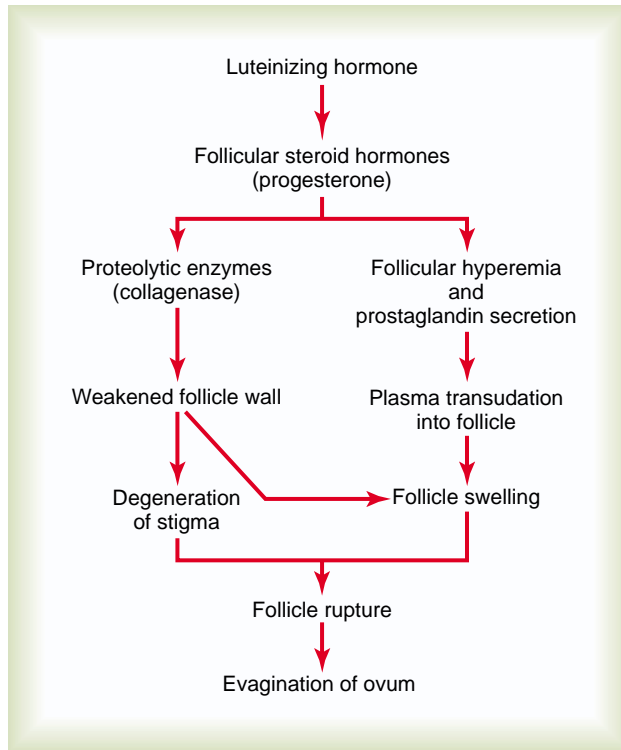 Luteinizing hormone
Follicular steroid hormones
(progesterone)
Proteolytic enzymes
(collagenase)
Follicular hyperemia
and
prostaglandin secretion
Weakened follicle wall
Plasma transudation
into follicle
Degeneration
of stigma
Follicle swelling
Follicle rupture
Evagination of ovum